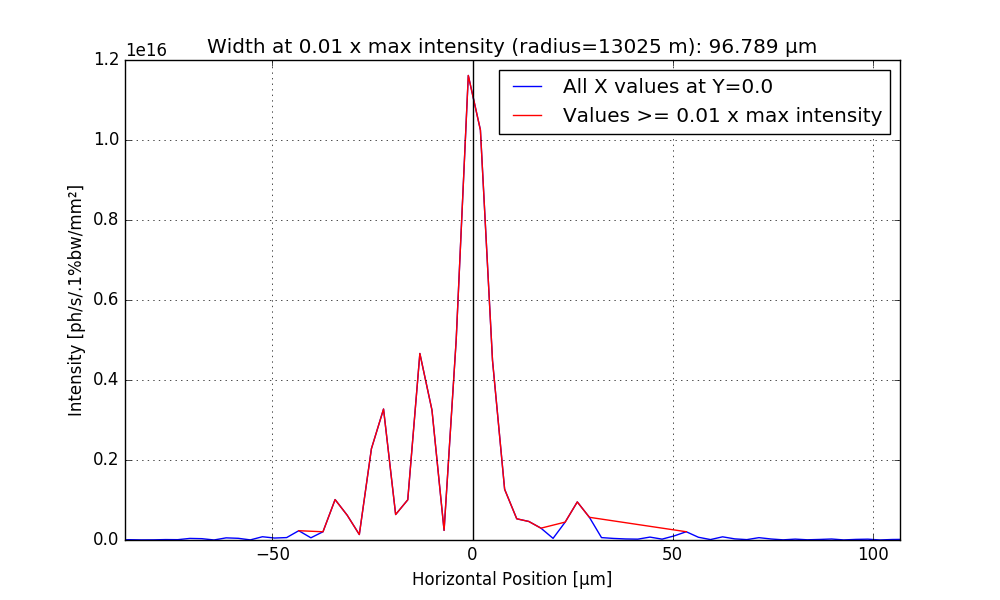 Width at 0.01 x max intensity (radius=13025 m): 96.789 µm
1e16
All X values at Y=0.0
Values >= 0.01 x max intensity
1.2
1.0
0.8
0.6
0.4
0.2
0.0
Intensity [ph/s/.1%bw/mm²]
−50 0 50 100
Horizontal Position [µm]